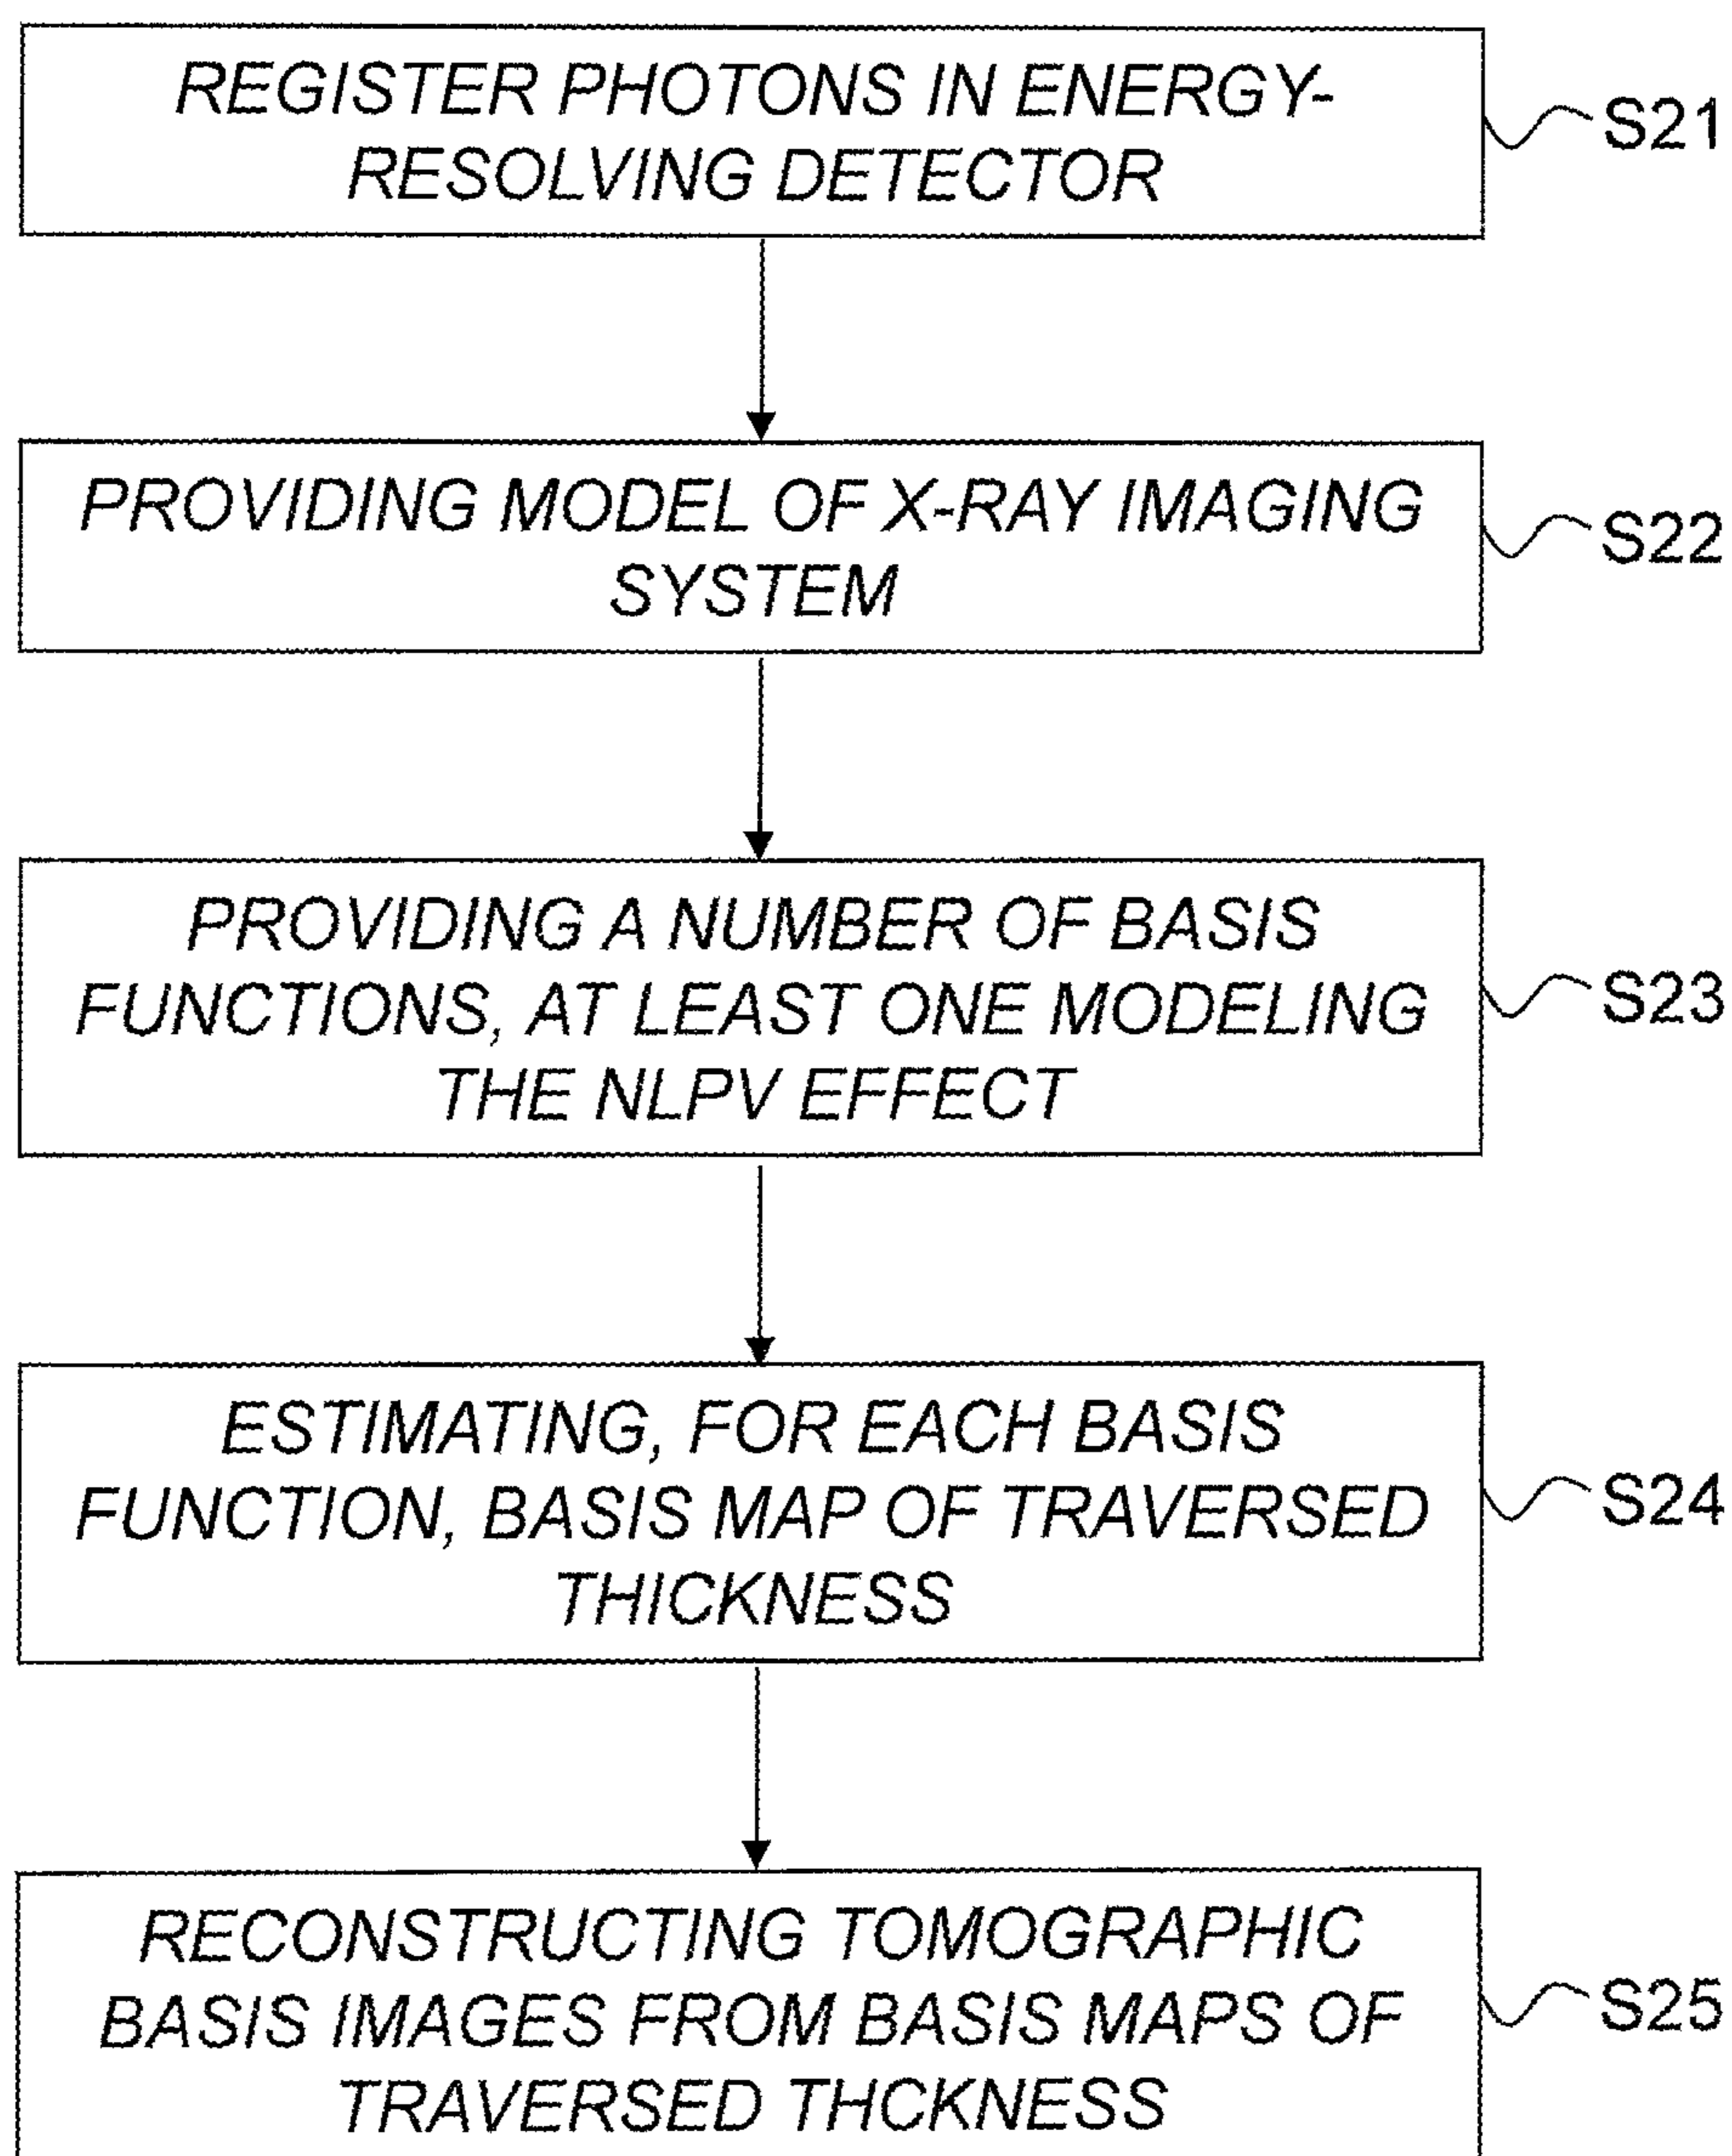 REGISTER PHOTONS IN ENERGY-
RESOLVING DETECTOR
S21
PROVIDING MODEL OF X-RAY IMAGING
SYSTEM
S22
PROVIDING A NUMBER OF BASIS
FUNCTIONS, AT LEAST ONE MODELING
THE NLPV EFFECT
S23
ESTIMATING, FOR EACH BASIS
FUNCTION, BASIS MAP OF TRAVERSED
THICKNESS
S24
RECONSTRUCTING TOMOGRAPHIC
BASIS IMAGES FROM BASIS MAPS OF
TRAVERSED THCKNESS
S25